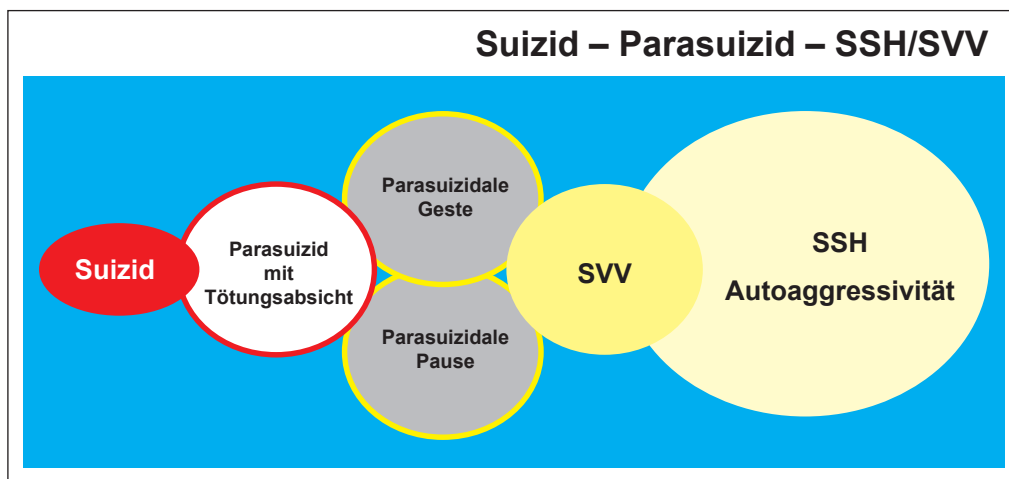 Suizid – Parasuizid – SSH/SVV
Suizid
Parasuizid
mit
Tötungsabsicht
Parasuizidale
Geste
Parasuizidale
Pause
SVV
SSH
Autoaggressivität